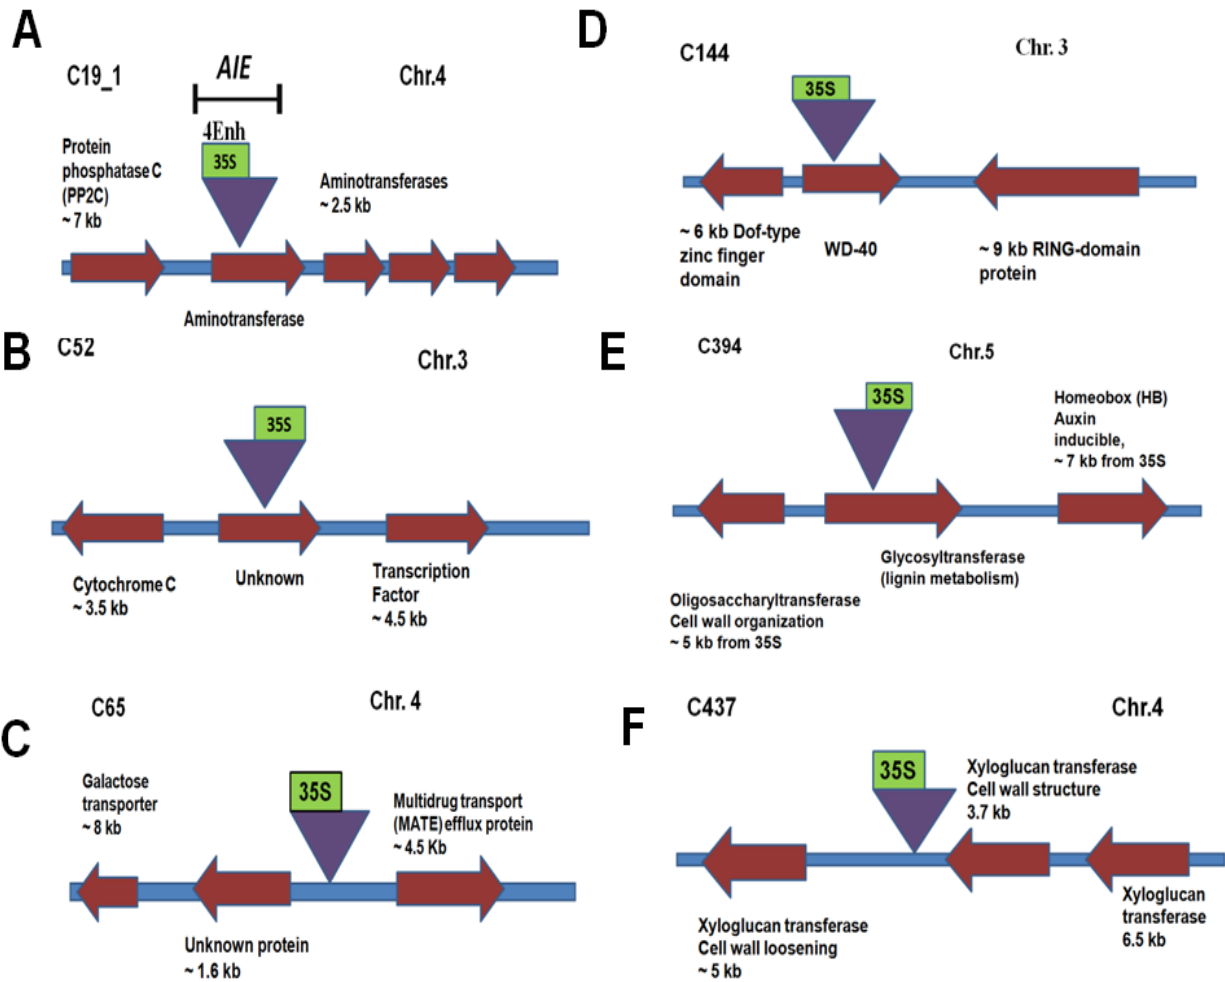 A
C19_1
AIE
Chr.4
4Enh
35S
Protein
phosphatase C
(PP2C)
~ 7 kb
Aminotransferases
~ 2.5 kb
Aminotransferase
B
C52
Chr.3
35S
Cytochrome C
~ 3.5 kb
Unknown
Transcription
Factor
~ 4.5 kb
C
C65
Chr. 4
Galactose
transporter
~ 8 kb
35S
Multidrug transport
(MATE) efflux protein
~ 4.5 Kb
Unknown protein
~ 1.6 kb
D
C144
Chr. 3
35S
~ 6 kb Dof-type
zinc finger
domain
WD-40
~ 9 kb RING-domain
protein
E
C394
Chr.5
35S
Homeobox (HB)
Auxin
inducible,
~ 7 kb from 35S
Glycosyltransferase
(lignin metabolism)
Oligosaccharyltransferase
Cell wall organization
~ 5 kb from 35S
F
C437
Chr.4
35S
Xyloglucan transferase
Cell wall structure
3.7 kb
Xyloglucan transferase
Cell wall loosening
~ 5 kb
Xyloglucan
transferase
6.5 kb